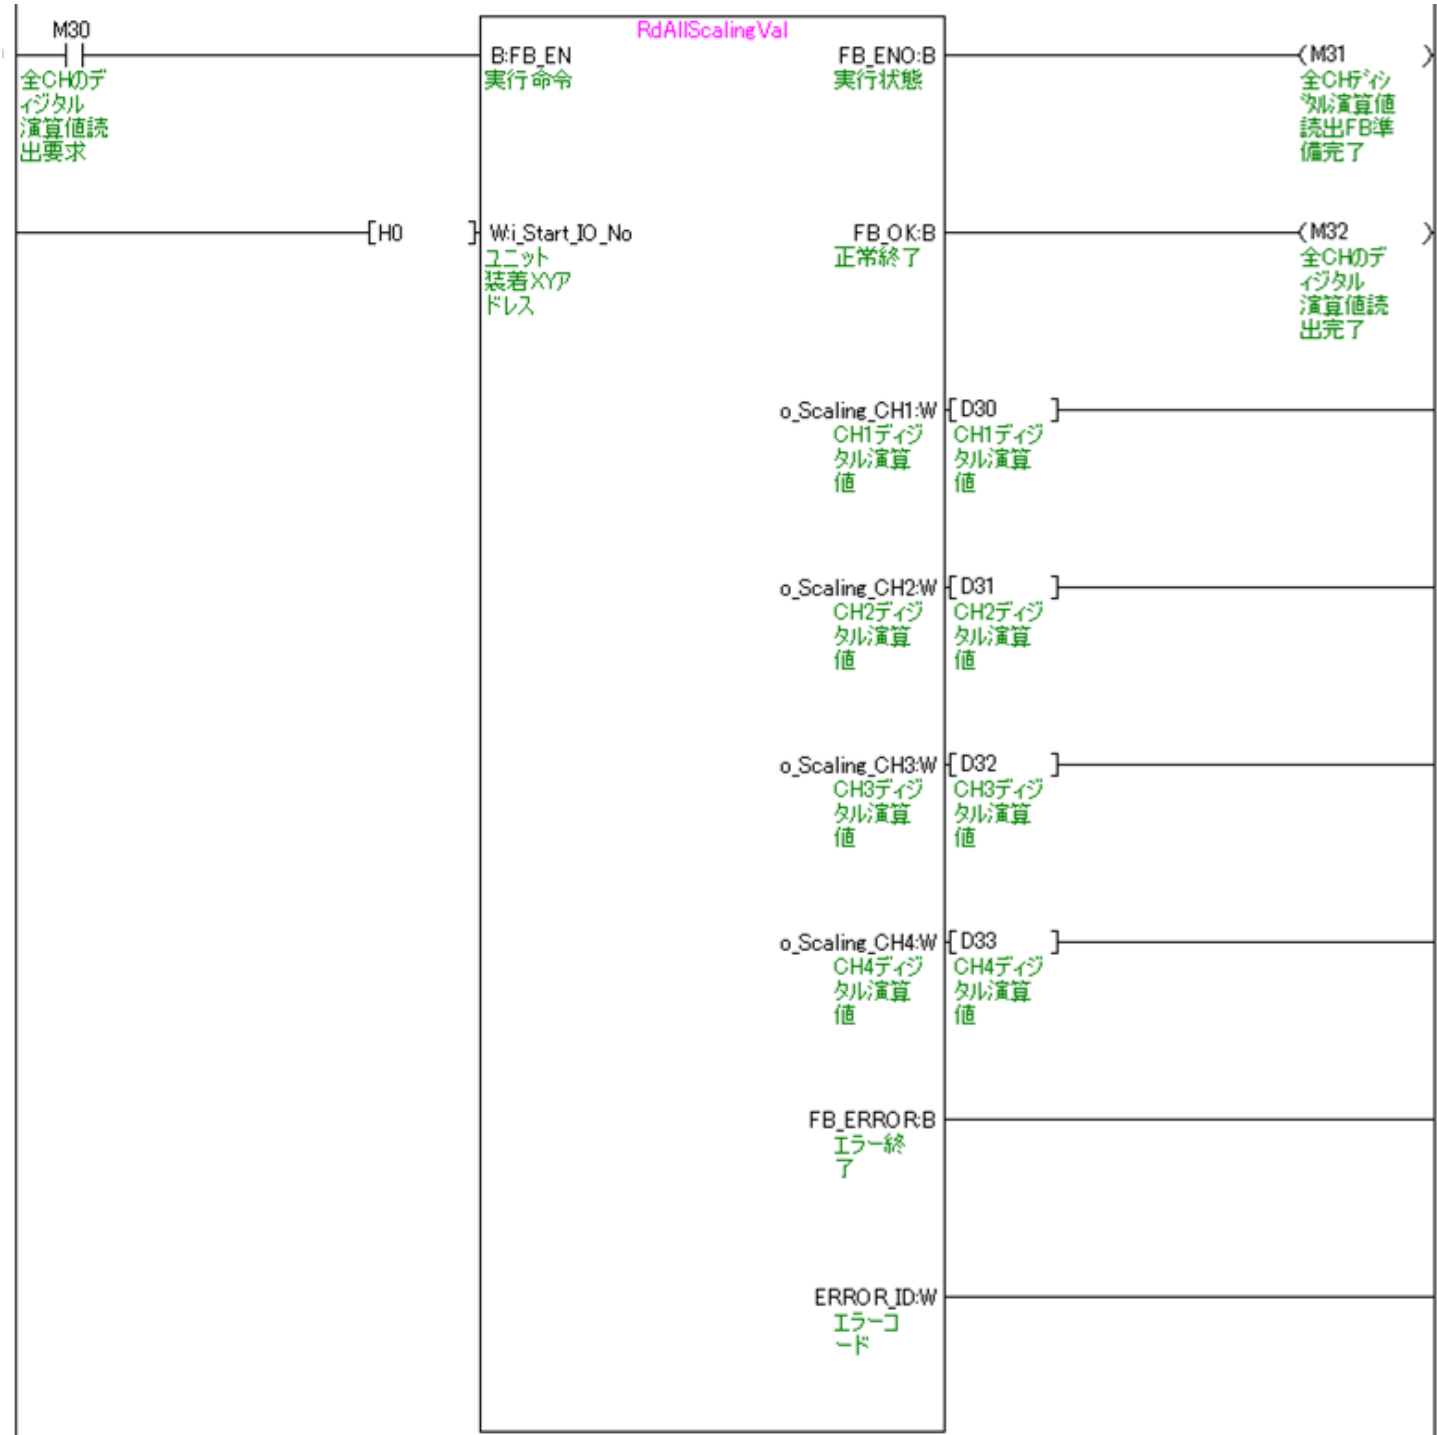 M30
全CHのデ
ィジタル
演算値読
出要求
RdAllScalingVal
B:FB_EN
実行命令
FB_ENO:B
実行状態
M31
全CHディジ
タル演算値
読出FB準
備完了
H0
W:i_Start_IO_No
ユニット
装着XYア
ドレス
FB_OK:B
正常終了
M32
全CHのデ
ィジタル
演算値読
出完了
o_Scaling_CH1:W
CH1ディジ
タル演算
値
D30
CH1ディジ
タル演算
値
o_Scaling_CH2:W
CH2ディジ
タル演算
値
D31
CH2ディジ
タル演算
値
o_Scaling_CH3:W
CH3ディジ
タル演算
値
D32
CH3ディジ
タル演算
値
o_Scaling_CH4:W
CH4ディジ
タル演算
値
D33
CH4ディジ
タル演算
値
FB_ERROR:B
エラー終
了
ERROR_ID:W
エラーコ
ード